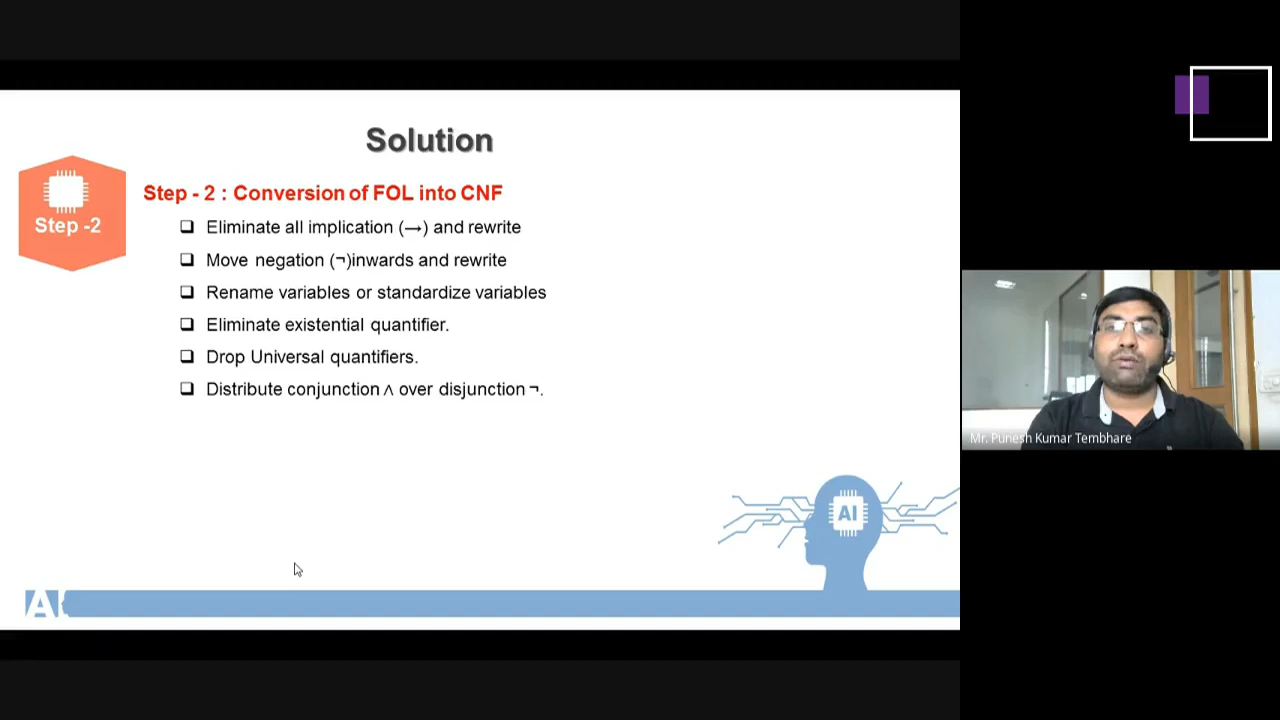 Solution
Step -2
Step - 2 : Conversion of FOL into CNF
Eliminate all implication (→) and rewrite
Move negation (¬)inwards and rewrite
Rename variables or standardize variables
Eliminate existential quantifier.
Drop Universal quantifiers.
Distribute conjunction ∧ over disjunction ¬.
AI
Mr. Punesh Kumar Tembhare